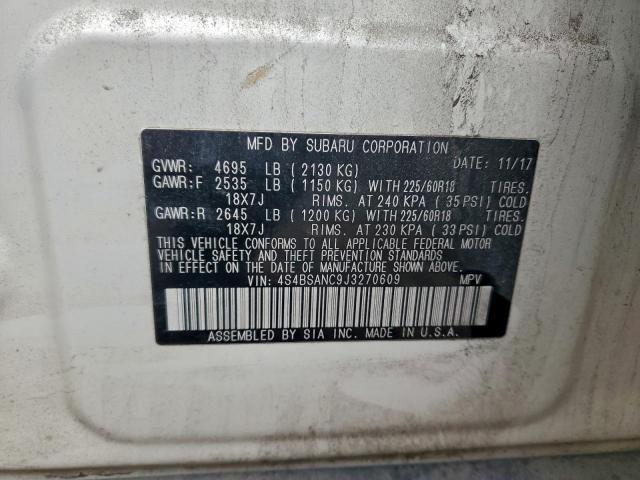 MFD BY SUBARU CORPORATION
GVWR: 4695 LB ( 2130 KG) DATE: 11/17
GAWR:F 2535 LB ( 1150 KG) WITH 225/60R18 TIRES.
18X7J RIMS. AT 240 KPA ( 35 PSI) COLD
GAWR:R 2645 LB ( 1200 KG) WITH 225/60R18 TIRES.
18X7J RIMS. AT 230 KPA ( 33 PSI) COLD
THIS VEHICLE CONFORMS TO ALL APPLICABLE FEDERAL MOTOR
VEHICLE SAFETY AND THEFT PREVENTION STANDARDS
IN EFFECT ON THE DATE OF MANUFACTURE SHOWN ABOVE.
VIN: 4S4BSANC9J3270609 MPV
ASSEMBLED BY SIA INC. MADE IN U.S.A.